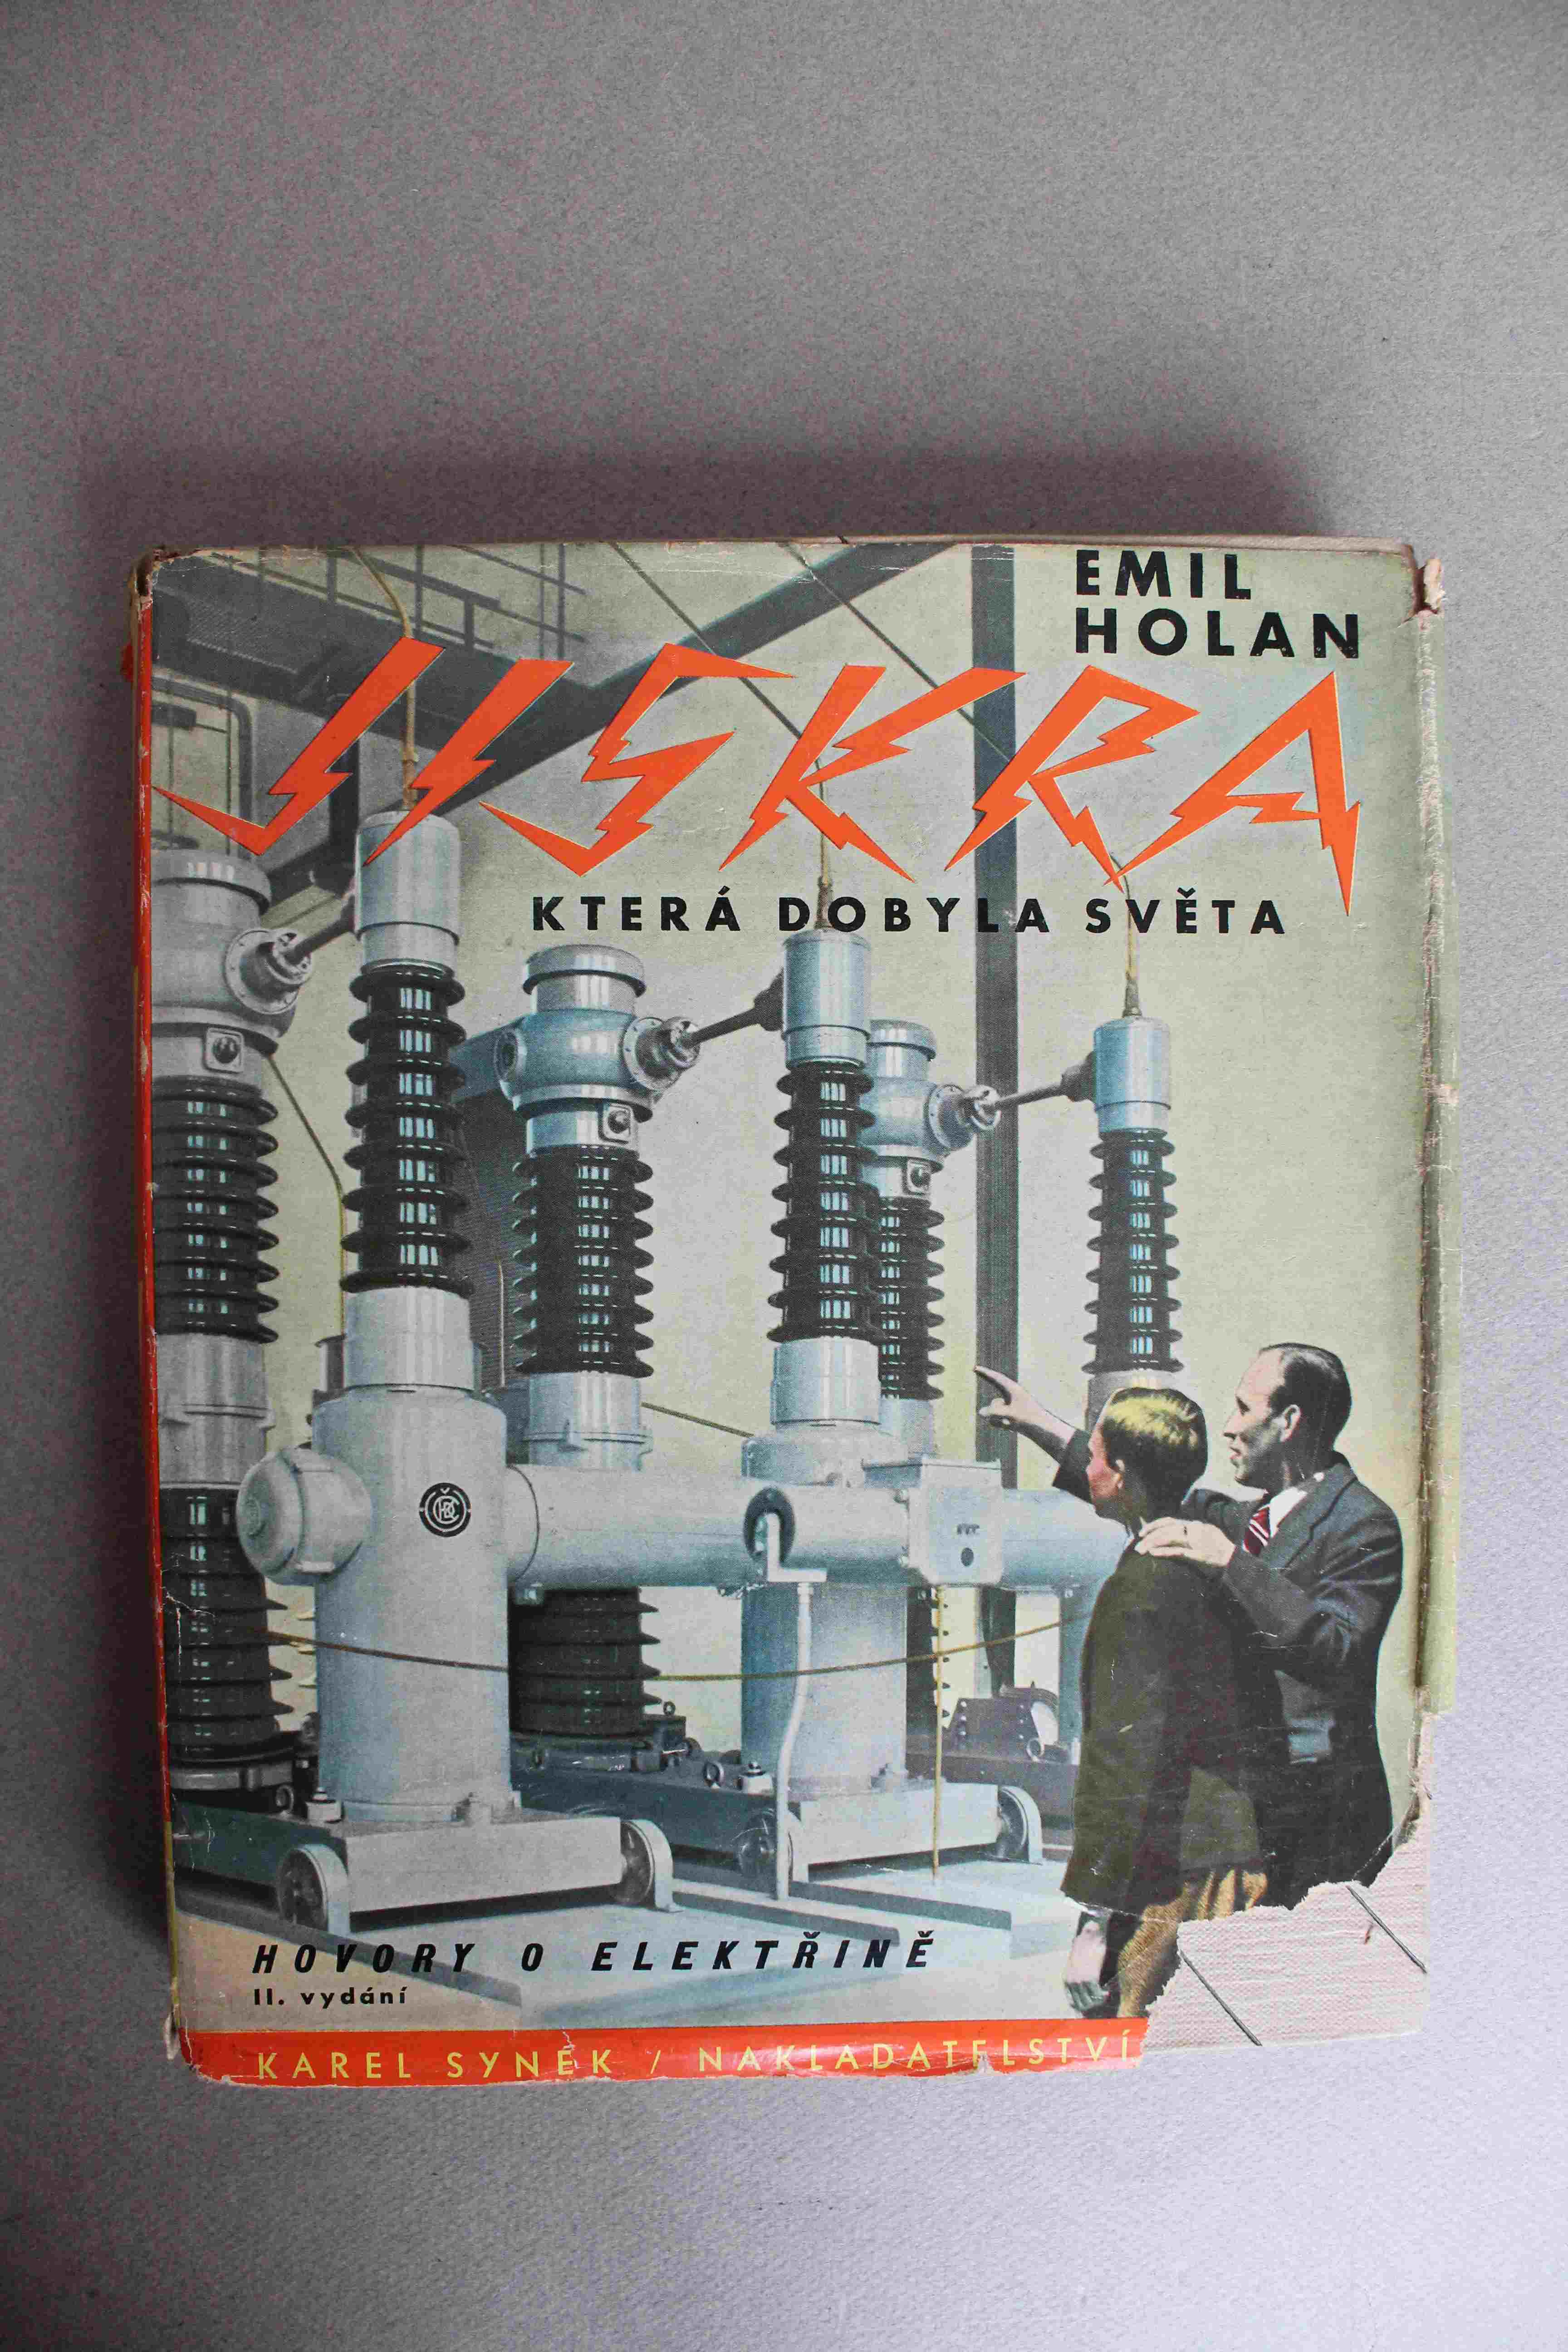 EMIL
HOLAN
JISKRA
KTERÁ DOBYLA SVĚTA
HOVORY O ELEKTŘINĚ
II. vydání
KAREL SYNEK / NAKLADATELSTVÍ